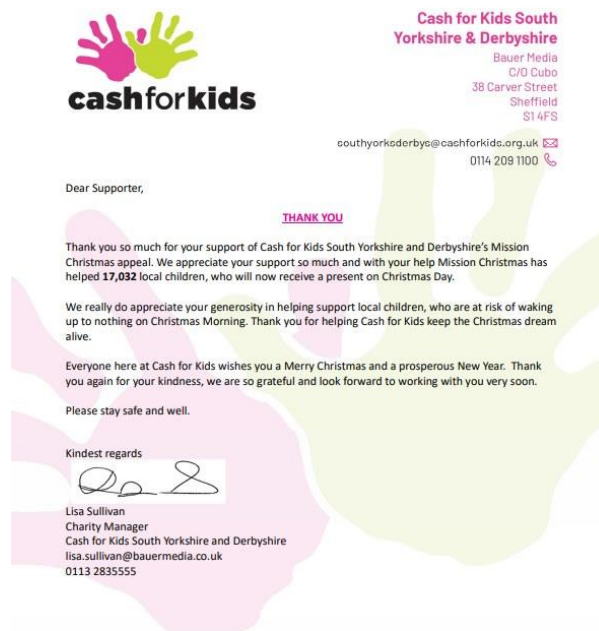 cashforkids
Cash for Kids South
Yorkshire & Derbyshire
Bauer Media
C/O Cubo
38 Carver Street
Sheffield
S1 4FS
southyorksderbys@cashforkids.org.uk
0114 209 1100
Dear Supporter,
THANK YOU
Thank you so much for your support of Cash for Kids South Yorkshire and Derbyshire's Mission
Christmas appeal. We appreciate your support so much and with your help Mission Christmas has
helped 17,032 local children, who will now receive a present on Christmas Day.
We really do appreciate your generosity in helping support local children, who are at risk of waking
up to nothing on Christmas Morning. Thank you for helping Cash for Kids keep the Christmas dream
alive.
Everyone here at Cash for Kids wishes you a Merry Christmas and a prosperous New Year. Thank
you again for your kindness, we are so grateful and look forward to working with you very soon.
Please stay safe and well.
Kindest regards
Lisa Sullivan
Charity Manager
Cash for Kids South Yorkshire and Derbyshire
lisa.sullivan@bauermedia.co.uk
0113 2835555